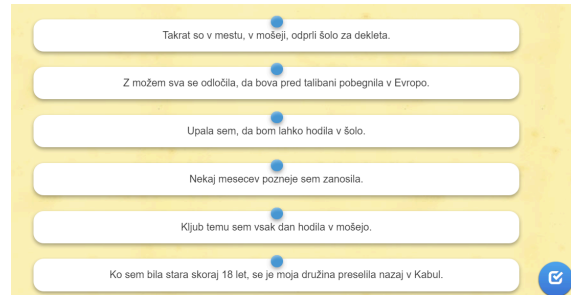 Takrat so v mestu, v mošeji, odprli šolo za dekleta.
Z možem sva se odločila, da bova pred talibani pobegnila v Evropo.
Upala sem, da bom lahko hodila v šolo.
Nekaj mesecev pozneje sem zanosila.
Kljub temu sem vsak dan hodila v mošejo.
Ko sem bila stara skoraj 18 let, se je moja družina preselila nazaj v Kabul.